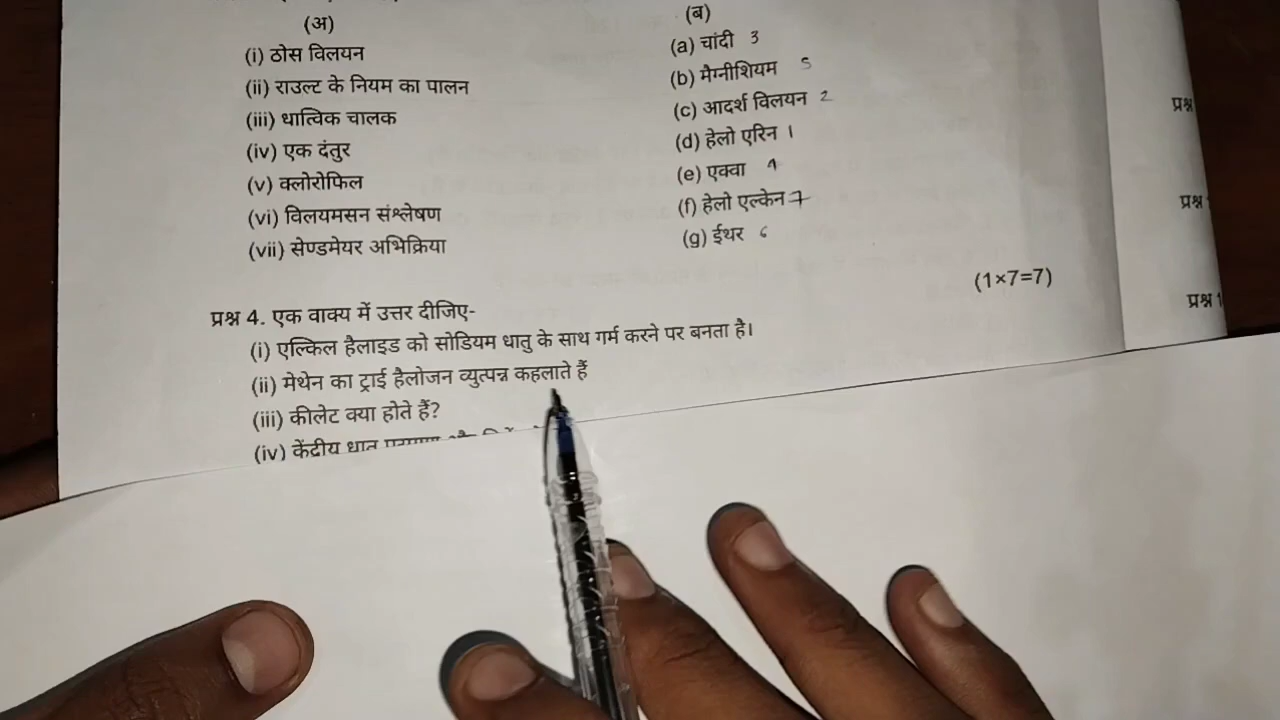 (अ) (ब)
(i) ठोस विलयन (a) चांदी 3
(ii) राउल्ट के नियम का पालन (b) मैग्नीशियम 5
(iii) धात्विक चालक (c) आदर्श विलयन 2
(iv) एक दंतुर (d) हेलो एरिन 1
(v) क्लोरोफिल (e) एक्वा 4
(vi) विलयमसन संश्लेषण (f) हेलो एल्केन 7
(vii) सेण्डमेयर अभिक्रिया (g) ईथर 6
(1×7=7)
प्रश्न 4. एक वाक्य में उत्तर दीजिए-
(i) एल्किल हैलाइड को सोडियम धातु के साथ गर्म करने पर बनता है।
(ii) मेथेन का ट्राई हैलोजन व्युत्पन्न कहलाते हैं
(iii) कीलेट क्या होते हैं?
(iv) केंद्रीय धातु
प्रश्न
प्रश्न
प्रश्न 1